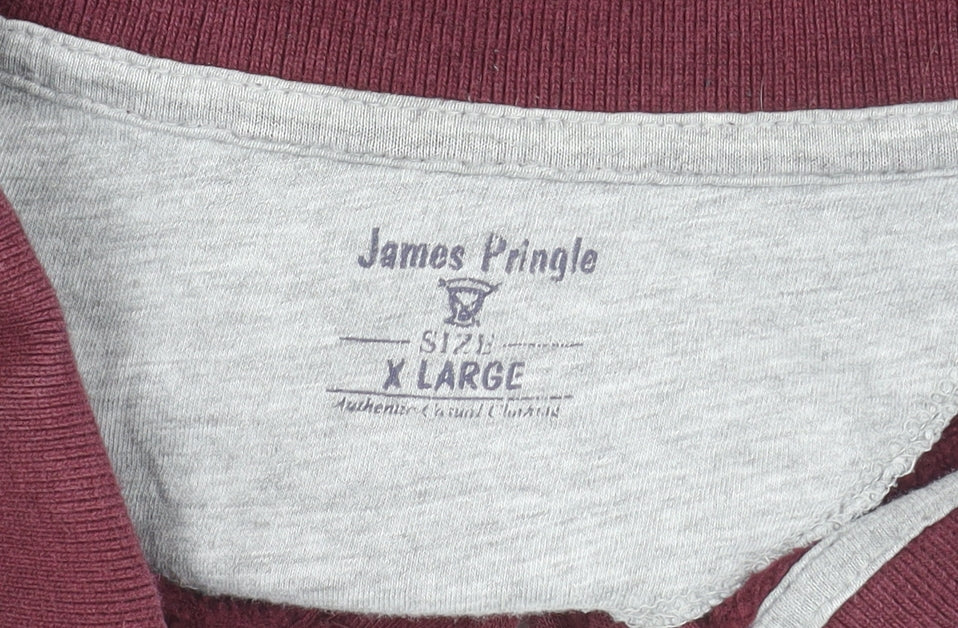 James Pringle
SIZE
X LARGE
Authentic Casual Clothing